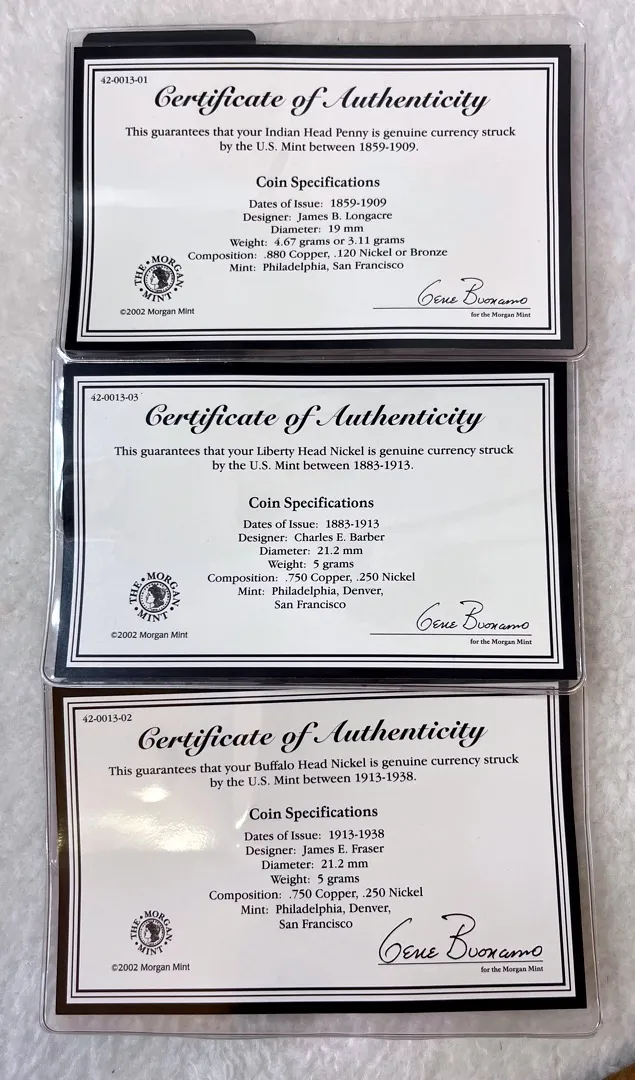 42-0013-01
Certificate of Authenticity
This guarantees that your Indian Head Penny is genuine currency struck
by the U.S. Mint between 1859-1909.
Coin Specifications
Dates of Issue: 1859-1909
Designer: James B. Longacre
Diameter: 19 mm
Weight: 4.67 grams or 3.11 grams
Composition: .880 Copper, .120 Nickel or Bronze
Mint: Philadelphia, San Francisco
THE MORGAN MINT
©2002 Morgan Mint
Gene Buonamo
for the Morgan Mint
42-0013-03
Certificate of Authenticity
This guarantees that your Liberty Head Nickel is genuine currency struck
by the U.S. Mint between 1883-1913.
Coin Specifications
Dates of Issue: 1883-1913
Designer: Charles E. Barber
Diameter: 21.2 mm
Weight: 5 grams
Composition: .750 Copper, .250 Nickel
Mint: Philadelphia, Denver,
San Francisco
THE MORGAN MINT
©2002 Morgan Mint
Gene Buonamo
for the Morgan Mint
42-0013-02
Certificate of Authenticity
This guarantees that your Buffalo Head Nickel is genuine currency struck
by the U.S. Mint between 1913-1938.
Coin Specifications
Dates of Issue: 1913-1938
Designer: James E. Fraser
Diameter: 21.2 mm
Weight: 5 grams
Composition: .750 Copper, .250 Nickel
Mint: Philadelphia, Denver,
San Francisco
THE MORGAN MINT
©2002 Morgan Mint
Gene Buonamo
for the Morgan Mint